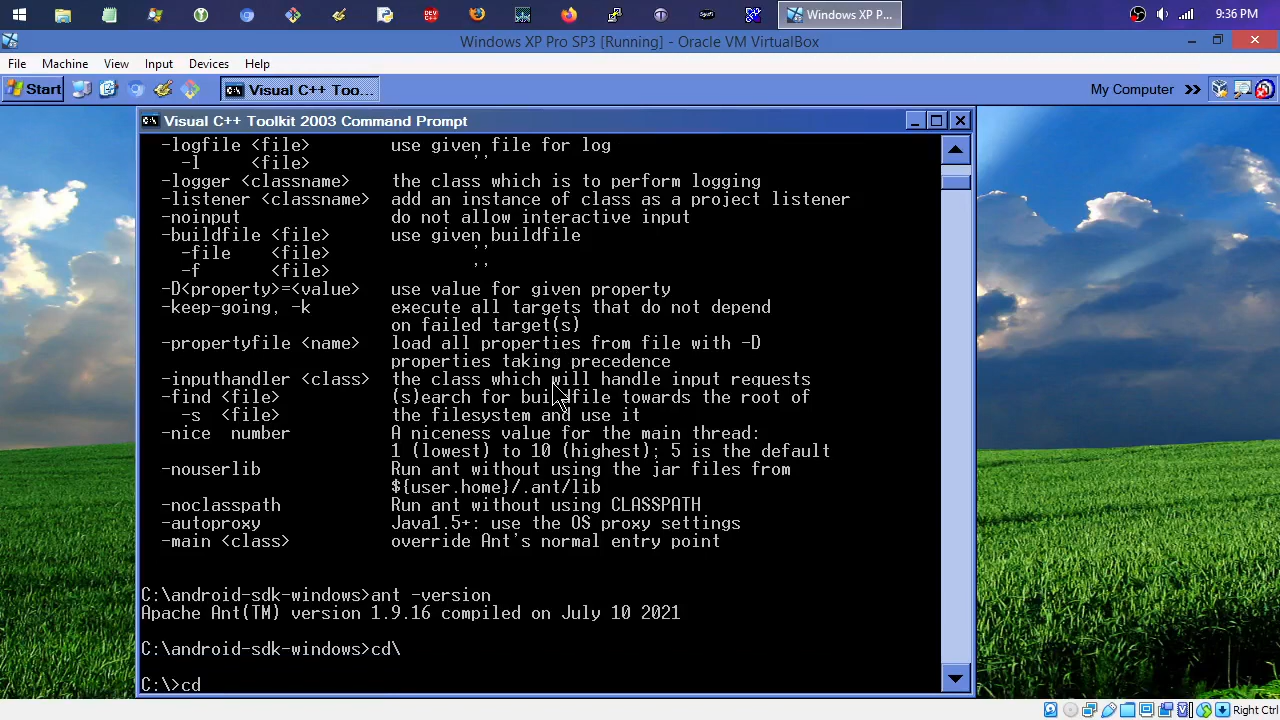 Windows XP P...
9:36 PM
Windows XP Pro SP3 [Running] - Oracle VM VirtualBox
File Machine View Input Devices Help
Start
Visual C++ Too...
My Computer
Visual C++ Toolkit 2003 Command Prompt
-logfile <file> use given file for log
-l <file> ''
-logger <classname> the class which is to perform logging
-listener <classname> add an instance of class as a project listener
-noinput do not allow interactive input
-buildfile <file> use given buildfile
-file <file> ''
-f <file> ''
-D<property>=<value> use value for given property
-keep-going, -k execute all targets that do not depend
on failed target(s)
-propertyfile <name> load all properties from file with -D
properties taking precedence
-inputhandler <class> the class which will handle input requests
-find <file> (s)earch for buildfile towards the root of
-s <file> the filesystem and use it
-nice number A niceness value for the main thread:
1 (lowest) to 10 (highest); 5 is the default
-nouserlib Run ant without using the jar files from
${user.home}/.ant/lib
-noclasspath Run ant without using CLASSPATH
-autoproxy Java1.5+: use the OS proxy settings
-main <class> override Ant's normal entry point
C:\android-sdk-windows>ant -version
Apache Ant(TM) version 1.9.16 compiled on July 10 2021
C:\android-sdk-windows>cd\
C:\>cd
Right Ctrl